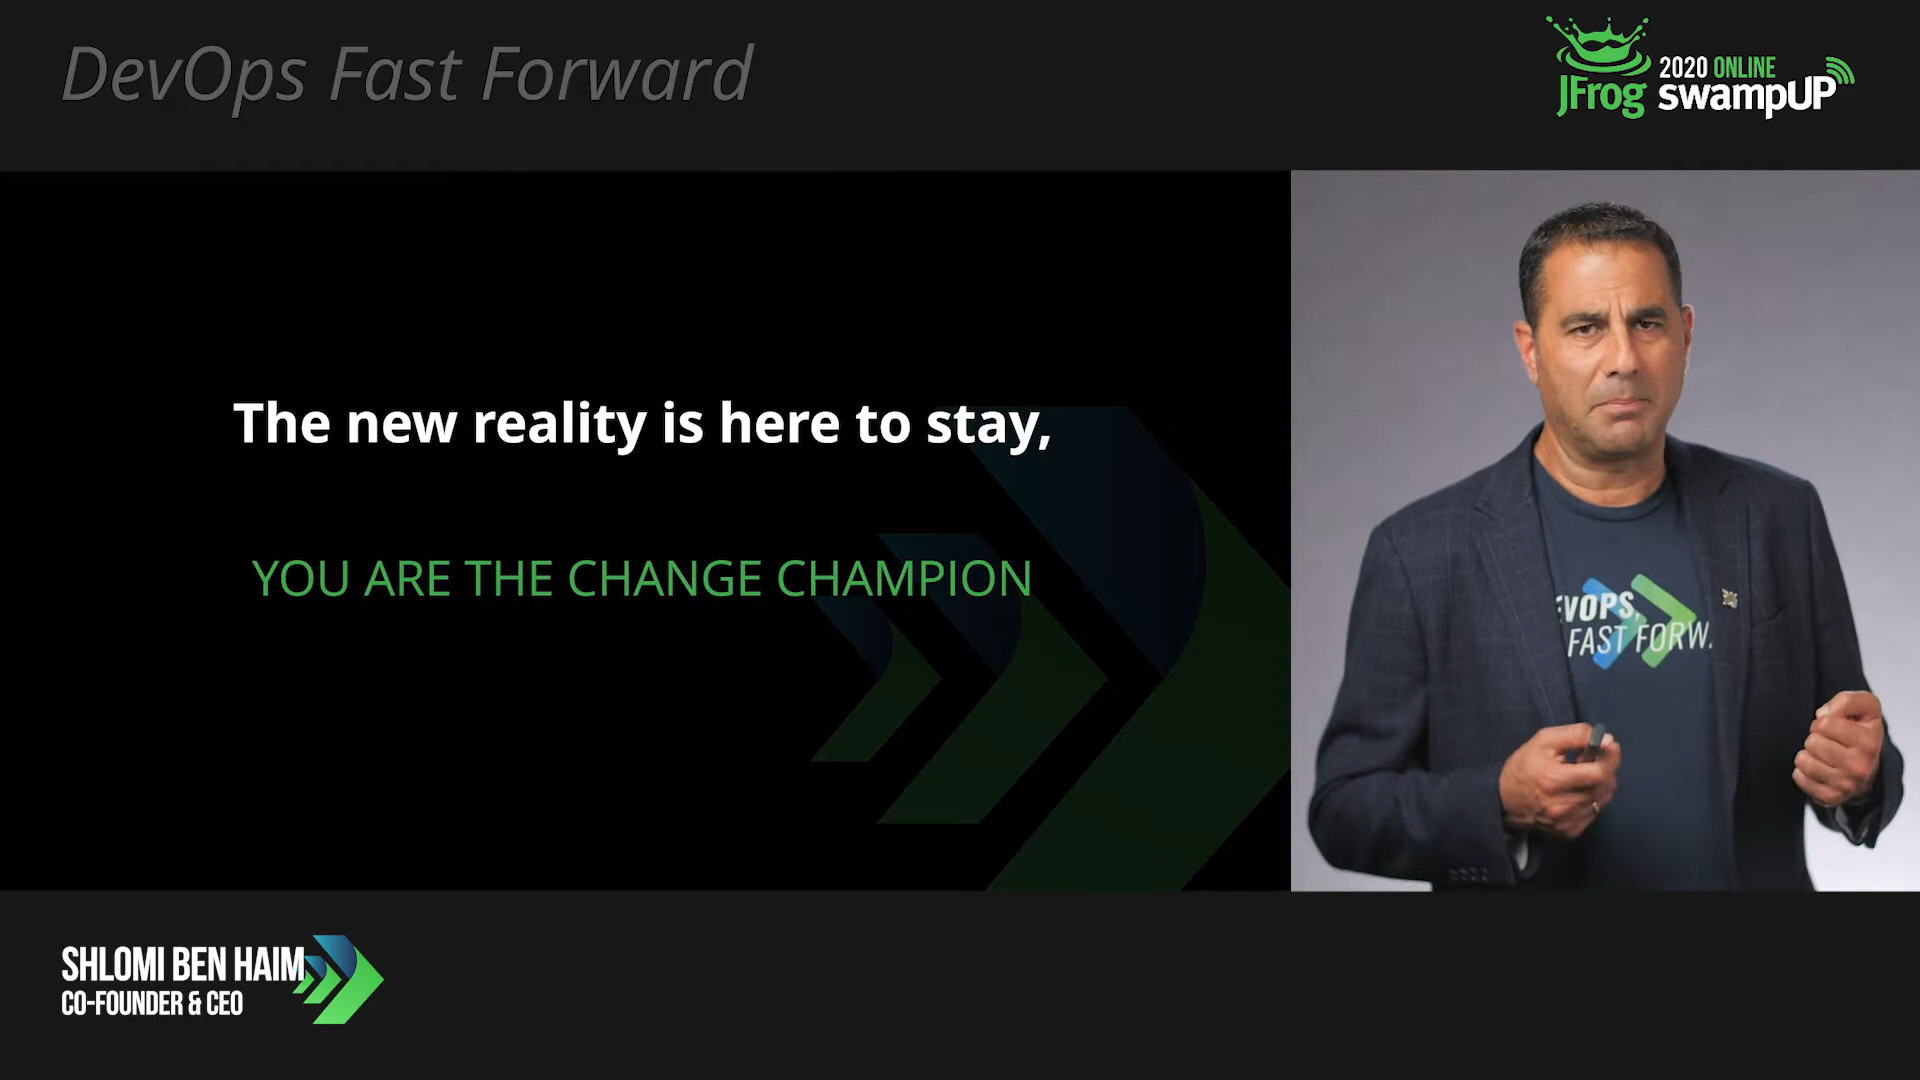 DevOps Fast Forward
JFrog
2020 ONLINE
swampUP
The new reality is here to stay,
YOU ARE THE CHANGE CHAMPION
EVOPS,
FAST FORW
SHLOMI BEN HAIM
CO-FOUNDER & CEO